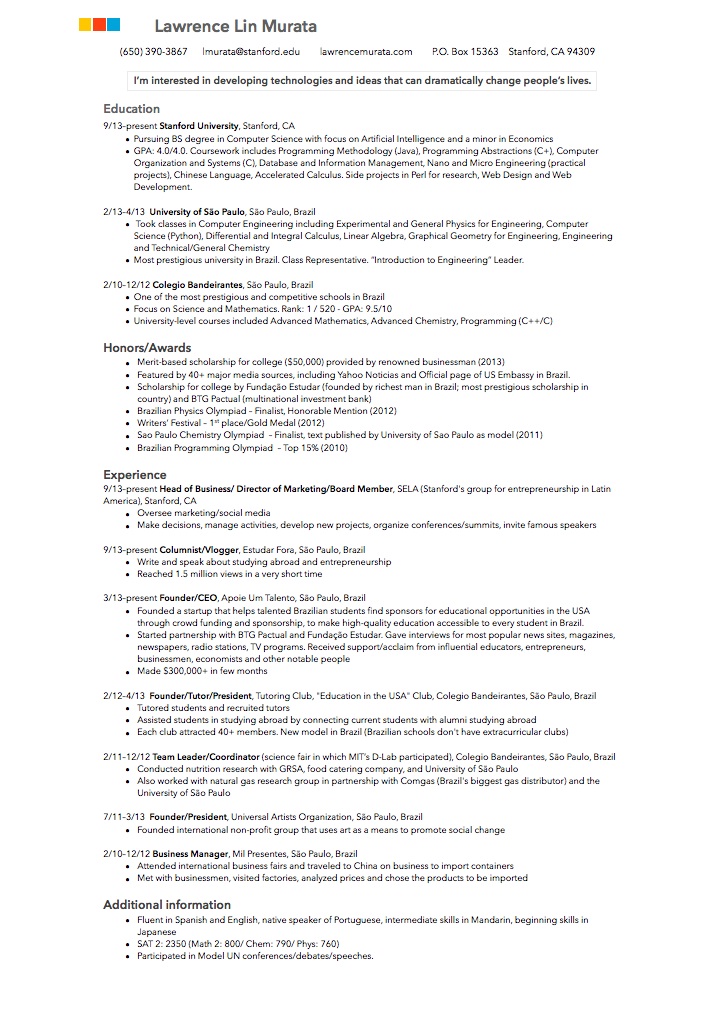 Lawrence Lin Murata
(650) 390-3867 lmurata@stanford.edu lawrencemurata.com P.O. Box 15363 Stanford, CA 94309
I'm interested in developing technologies and ideas that can dramatically change people's lives.
Education
9/13-present Stanford University, Stanford, CA
• Pursuing BS degree in Computer Science with focus on Artificial Intelligence and a minor in Economics
• GPA: 4.0/4.0. Coursework includes Programming Methodology (Java), Programming Abstractions (C+), Computer
Organization and Systems (C), Database and Information Management, Nano and Micro Engineering (practical
projects), Chinese Language, Accelerated Calculus. Side projects in Perl for research, Web Design and Web
Development.
2/13-4/13 University of São Paulo, São Paulo, Brazil
• Took classes in Computer Engineering including Experimental and General Physics for Engineering, Computer
Science (Python), Differential and Integral Calculus, Linear Algebra, Graphical Geometry for Engineering, Engineering
and Technical/General Chemistry
• Most prestigious university in Brazil. Class Representative. "Introduction to Engineering" Leader.
2/10-12/12 Colegio Bandeirantes, São Paulo, Brazil
• One of the most prestigious and competitive schools in Brazil
• Focus on Science and Mathematics. Rank: 1 / 520 - GPA: 9.5/10
• University-level courses included Advanced Mathematics, Advanced Chemistry, Programming (C++/C)
Honors/Awards
• Merit-based scholarship for college ($50,000) provided by renowned businessman (2013)
• Featured by 40+ major media sources, including Yahoo Noticias and Official page of US Embassy in Brazil.
• Scholarship for college by Fundação Estudar (founded by richest man in Brazil; most prestigious scholarship in
country) and BTG Pactual (multinational investment bank)
• Brazilian Physics Olympiad – Finalist, Honorable Mention (2012)
• Writers' Festival – 1st place/Gold Medal (2012)
• Sao Paulo Chemistry Olympiad – Finalist, text published by University of Sao Paulo as model (2011)
• Brazilian Programming Olympiad – Top 15% (2010)
Experience
9/13-present Head of Business/ Director of Marketing/Board Member, SELA (Stanford's group for entrepreneurship in Latin
America), Stanford, CA
• Oversee marketing/social media
• Make decisions, manage activities, develop new projects, organize conferences/summits, invite famous speakers
9/13-present Columnist/Vlogger, Estudar Fora, São Paulo, Brazil
• Write and speak about studying abroad and entrepreneurship
• Reached 1.5 million views in a very short time
3/13-present Founder/CEO, Apoie Um Talento, São Paulo, Brazil
• Founded a startup that helps talented Brazilian students find sponsors for educational opportunities in the USA
through crowd funding and sponsorship, to make high-quality education accessible to every student in Brazil.
• Started partnership with BTG Pactual and Fundação Estudar. Gave interviews for most popular news sites, magazines,
newspapers, radio stations, TV programs. Received support/acclaim from influential educators, entrepreneurs,
businessmen, economists and other notable people
• Made $300,000+ in few months
2/12-4/13 Founder/Tutor/President, Tutoring Club, "Education in the USA" Club, Colegio Bandeirantes, São Paulo, Brazil
• Tutored students and recruited tutors
• Assisted students in studying abroad by connecting current students with alumni studying abroad
• Each club attracted 40+ members. New model in Brazil (Brazilian schools don't have extracurricular clubs)
2/11-12/12 Team Leader/Coordinator (science fair in which MIT's D-Lab participated), Colegio Bandeirantes, São Paulo, Brazil
• Conducted nutrition research with GRSA, food catering company, and University of São Paulo
• Also worked with natural gas research group in partnership with Comgas (Brazil's biggest gas distributor) and the
University of São Paulo
7/11-3/13 Founder/President, Universal Artists Organization, São Paulo, Brazil
• Founded international non-profit group that uses art as a means to promote social change
2/10-12/12 Business Manager, Mil Presentes, São Paulo, Brazil
• Attended international business fairs and traveled to China on business to import containers
• Met with businessmen, visited factories, analyzed prices and chose the products to be imported
Additional information
• Fluent in Spanish and English, native speaker of Portuguese, intermediate skills in Mandarin, beginning skills in
Japanese
• SAT 2: 2350 (Math 2: 800/ Chem: 790/ Phys: 760)
• Participated in Model UN conferences/debates/speeches.